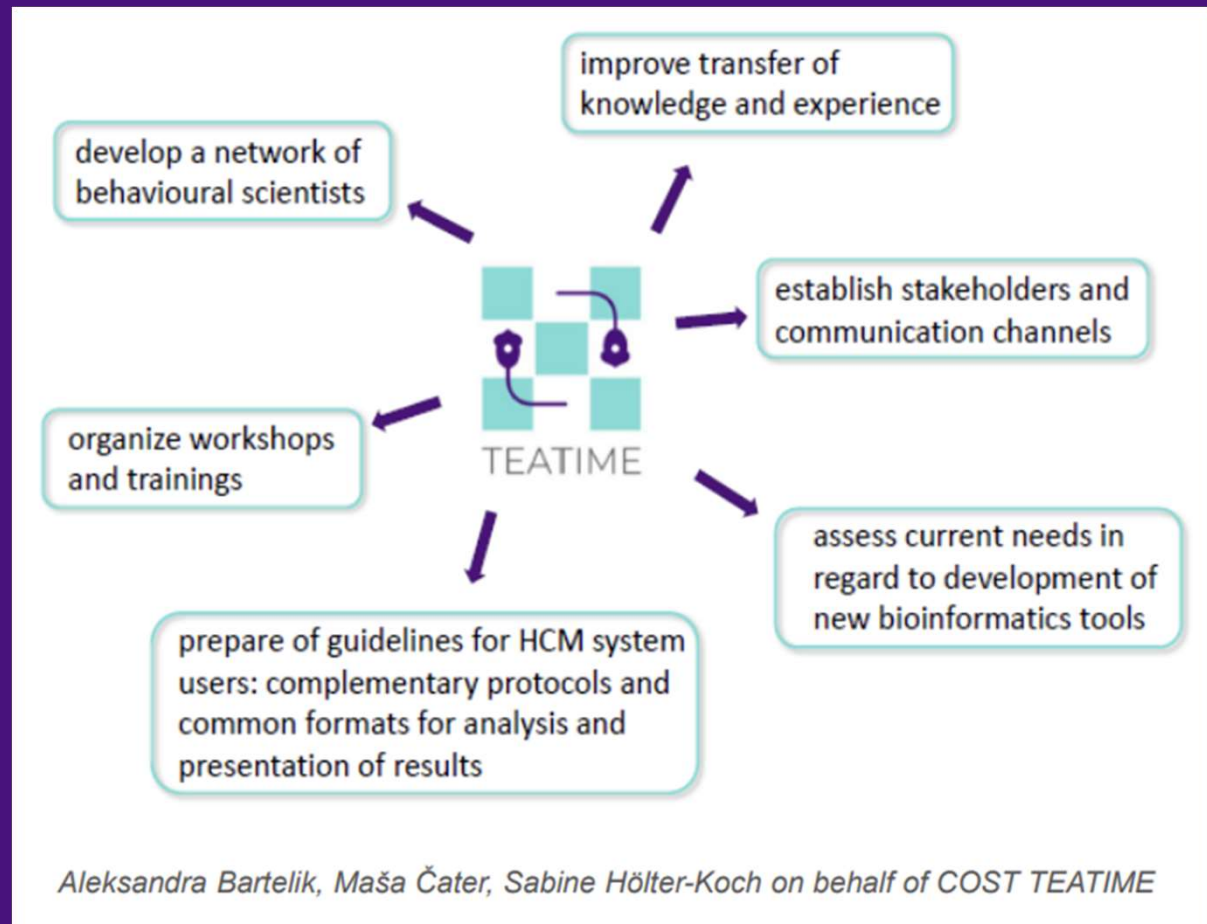 improve transfer of
knowledge and experience
develop a network of
behavioural scientists
establish stakeholders and
communication channels
TEATIME
organize workshops
and trainings
assess current needs in
regard to development of
new bioinformatics tools
prepare of guidelines for HCM system
users: complementary protocols and
common formats for analysis and
presentation of results
Aleksandra Bartelik, Maša Čater, Sabine Hölter-Koch on behalf of COST TEATIME